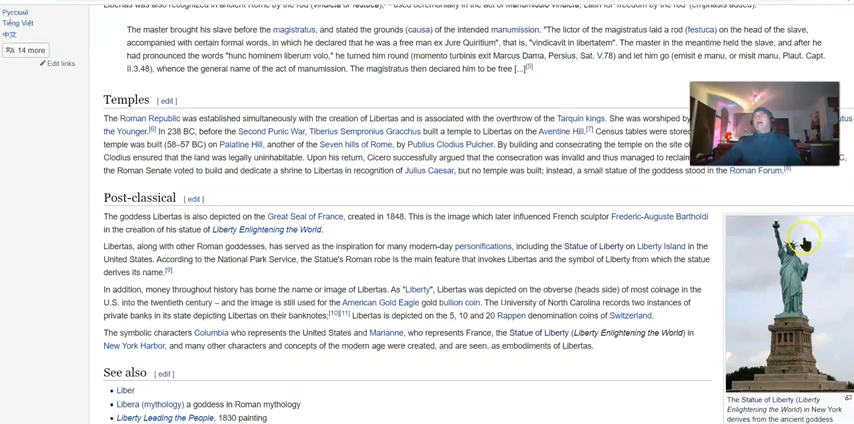 Русский
Tiếng Việt
中文
14 more
Edit links
The master brought his slave before the magistratus, and stated the grounds (causa) of the intended manumission. "The lictor of the magistratus laid a rod (festuca) on the head of the slave,
accompanied with certain formal words, in which he declared that he was a free man ex Jure Quiritium", that is, "vindicavit in libertatem". The master in the meantime held the slave, and after he
had pronounced the words "hunc hominem liberum volo," he turned him round (momento turbinis exit Marcus Dama, Persius, Sat. V.78) and let him go (emisit e manu, or misit manu, Plaut. Capt.
II.3.48), whence the general name of the act of manumission. The magistratus then declared him to be free [...][5]
Temples [ edit ]
The Roman Republic was established simultaneously with the creation of Libertas and is associated with the overthrow of the Tarquin kings. She was worshiped by
the Younger.[6] In 238 BC, before the Second Punic War, Tiberius Sempronius Gracchus built a temple to Libertas on the Aventine Hill.[7] Census tables were stored
temple was built (58–57 BC) on Palatine Hill, another of the Seven hills of Rome, by Publius Clodius Pulcher. By building and consecrating the temple on the site of
Clodius ensured that the land was legally uninhabitable. Upon his return, Cicero successfully argued that the consecration was invalid and thus managed to reclaim
the Roman Senate voted to build and dedicate a shrine to Libertas in recognition of Julius Caesar, but no temple was built; instead, a small statue of the goddess stood in the Roman Forum.[8]
Post-classical [ edit ]
The goddess Libertas is also depicted on the Great Seal of France, created in 1848. This is the image which later influenced French sculptor Frederic-Auguste Bartholdi
in the creation of his statue of Liberty Enlightening the World.
Libertas, along with other Roman goddesses, has served as the inspiration for many modern-day personifications, including the Statue of Liberty on Liberty Island in the
United States. According to the National Park Service, the Statue's Roman robe is the main feature that invokes Libertas and the symbol of Liberty from which the statue
derives its name.[9]
In addition, money throughout history has borne the name or image of Libertas. As "Liberty", Libertas was depicted on the obverse (heads side) of most coinage in the
U.S. into the twentieth century – and the image is still used for the American Gold Eagle gold bullion coin. The University of North Carolina records two instances of
private banks in its state depicting Libertas on their banknotes;[10][11] Libertas is depicted on the 5, 10 and 20 Rappen denomination coins of Switzerland.
The symbolic characters Columbia who represents the United States and Marianne, who represents France, the Statue of Liberty (Liberty Enlightening the World) in
New York Harbor, and many other characters and concepts of the modern age were created, and are seen, as embodiments of Libertas.
See also [ edit ]
• Liber
• Libera (mythology) a goddess in Roman mythology
• Liberty Leading the People, 1830 painting
The Statue of Liberty (Liberty
Enlightening the World) in New York
derives from the ancient goddess